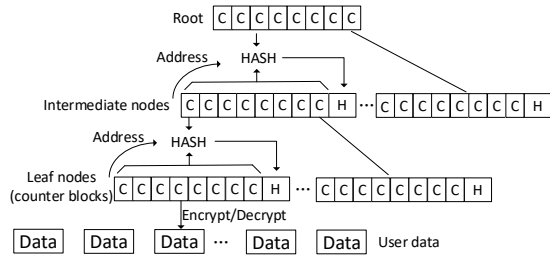 Root C C C C C C C C
Address HASH
Intermediate nodes C C C C C C C C H ... C C C C C C C C H
Address HASH
Leaf nodes
(counter blocks) C C C C C C C C H ... C C C C C C C C H
Encrypt/Decrypt
Data Data Data ... Data Data User data